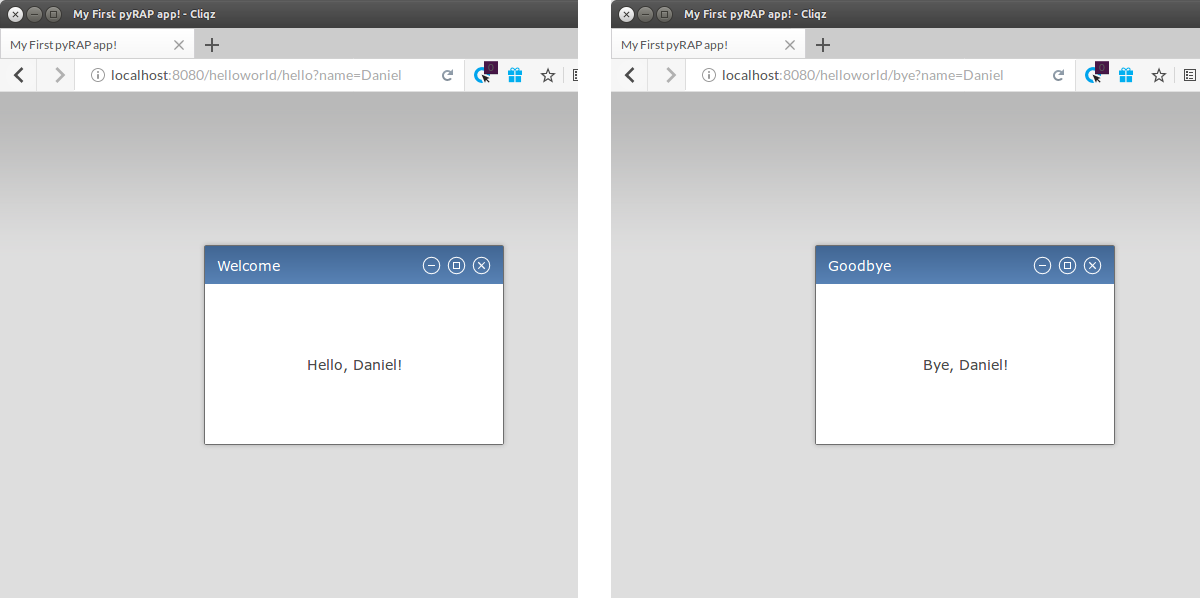 My First pyRAP app! - Cliqz
My First pyRAP app!
localhost:8080/helloworld/hello?name=Daniel
0
Welcome
Hello, Daniel!
My First pyRAP app! - Cliqz
My First pyRAP app!
localhost:8080/helloworld/bye?name=Daniel
0
Goodbye
Bye, Daniel!